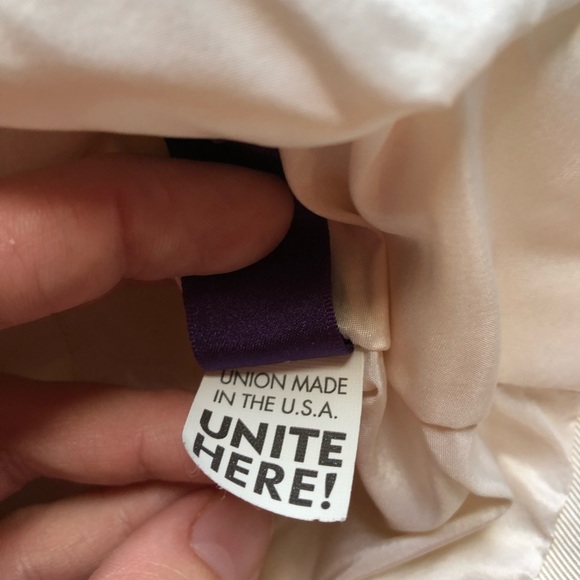 UNION MADE
IN THE U.S.A.
UNITE
HERE!